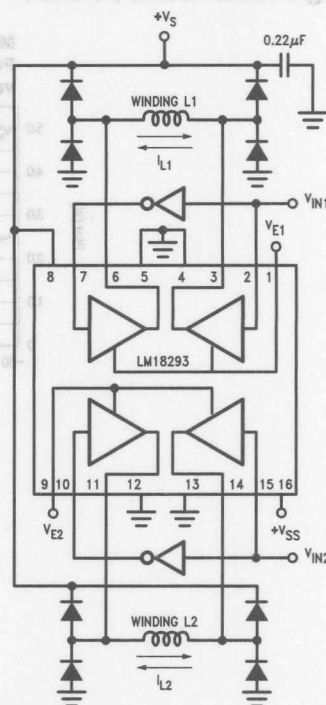 +VS
0.22µF
WINDING L1
IL1
VIN1
VE1
8 7 6 5 4 3 2 1
LM18293
9 10 11 12 13 14 15 16
VE2
+VSS
VIN2
WINDING L2
IL2